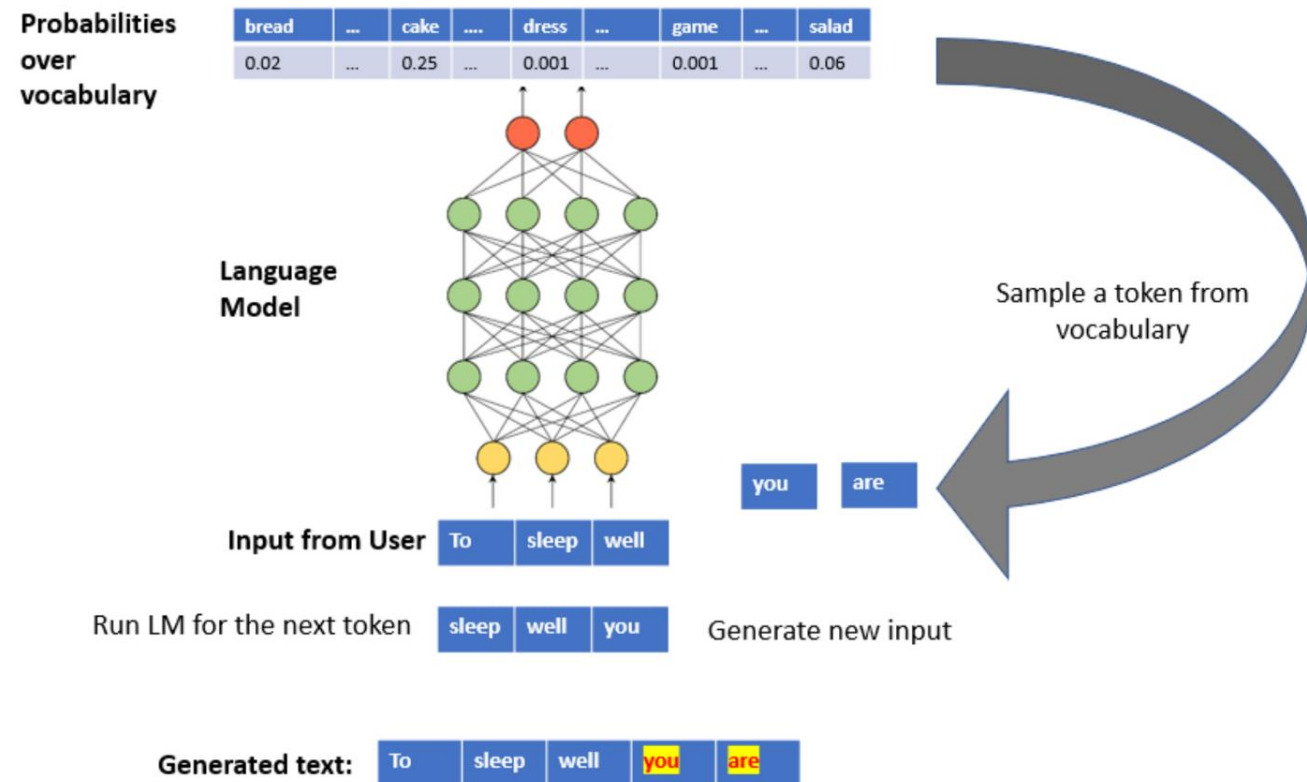 Probabilities
over
vocabulary
bread ... cake .... dress ... game ... salad
0.02 ... 0.25 ... 0.001 ... 0.001 ... 0.06
Language
Model
Sample a token from
vocabulary
you are
Input from User To sleep well
Run LM for the next token sleep well you Generate new input
Generated text: To sleep well you are